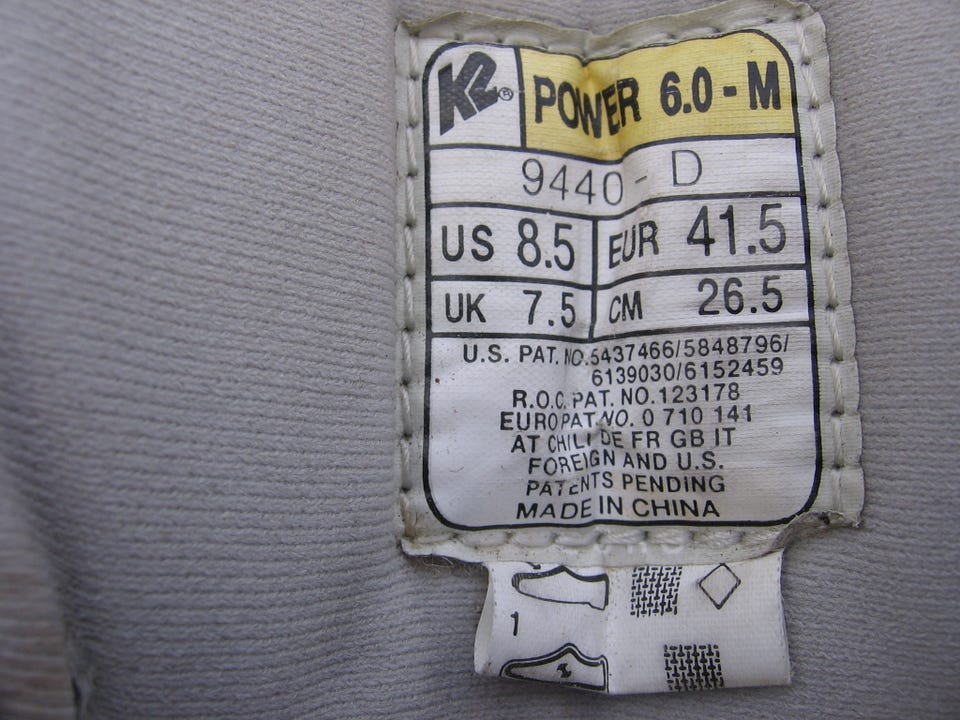 K2®
POWER 6.0 - M
9440 - D
US 8.5 EUR 41.5
UK 7.5 CM 26.5
U.S. PAT. NO.5437466/5848796/
6139030/6152459
R.O.C. PAT. NO.123178
EURO PAT NO. 0 710 141
AT CH LI DE FR GB IT
FOREIGN AND U.S.
PATENTS PENDING
MADE IN CHINA
1